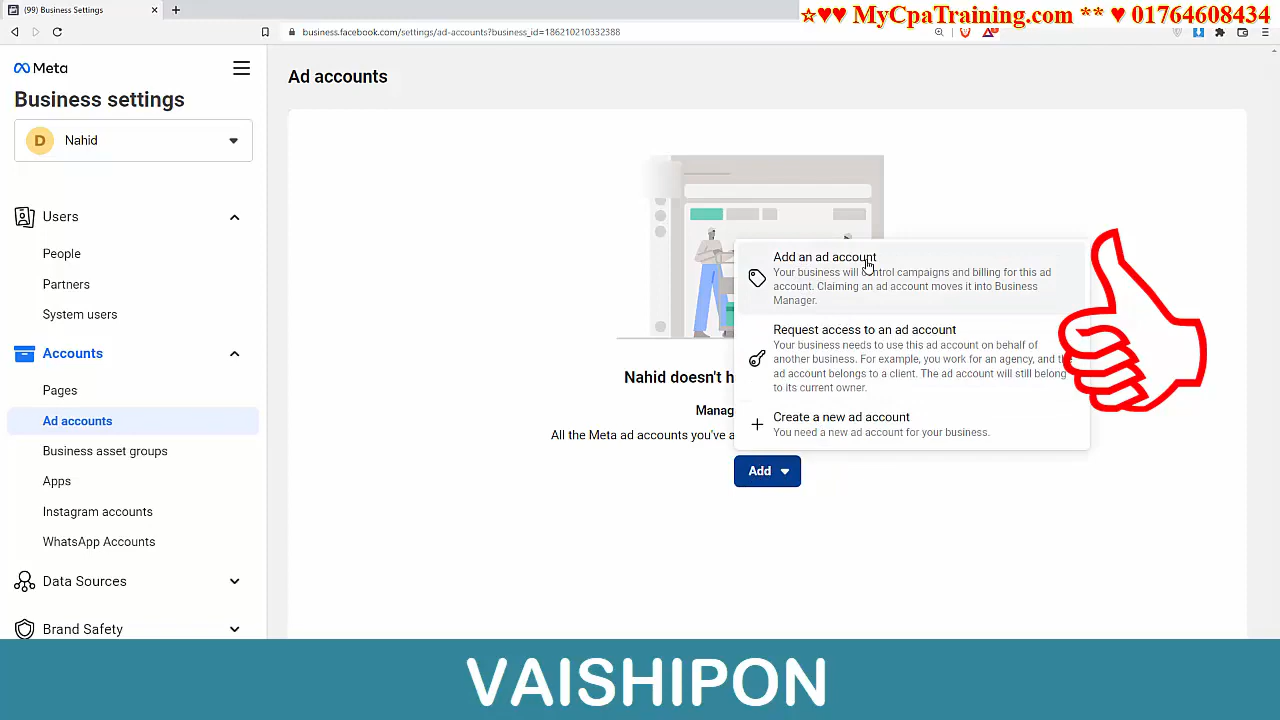 (99) Business Settings
☆♥♥ MyCpaTraining.com ** ♥ 01764608434
business.facebook.com/settings/ad-accounts?business_id=186210210332388
Meta
Business settings
D Nahid
Users
People
Partners
System users
Accounts
Pages
Ad accounts
Business asset groups
Apps
Instagram accounts
WhatsApp Accounts
Data Sources
Brand Safety
Ad accounts
Add an ad account
Your business will control campaigns and billing for this ad
account. Claiming an ad account moves it into Business
Manager.
Request access to an ad account
Your business needs to use this ad account on behalf of
another business. For example, you work for an agency, and the
ad account belongs to a client. The ad account will still belong
to its current owner.
Create a new ad account
You need a new ad account for your business.
Nahid doesn't h
Manag
All the Meta ad accounts you've a
Add
VAISHIPON